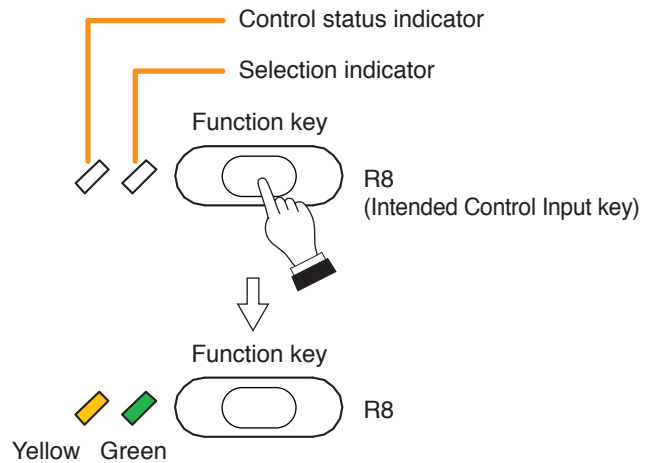 Control status indicator
Selection indicator
Function key
R8
(Intended Control Input key)
Function key
R8
Yellow Green